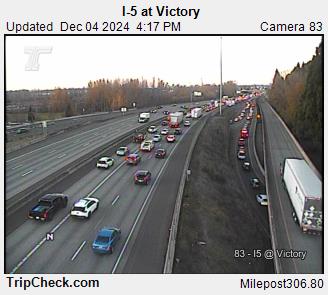 I-5 at Victory
Updated  Dec 04 2024  4:17 PM
Camera 83
Tr
N
83 - I5 @ Victory
TripCheck.com
Milepost306.80